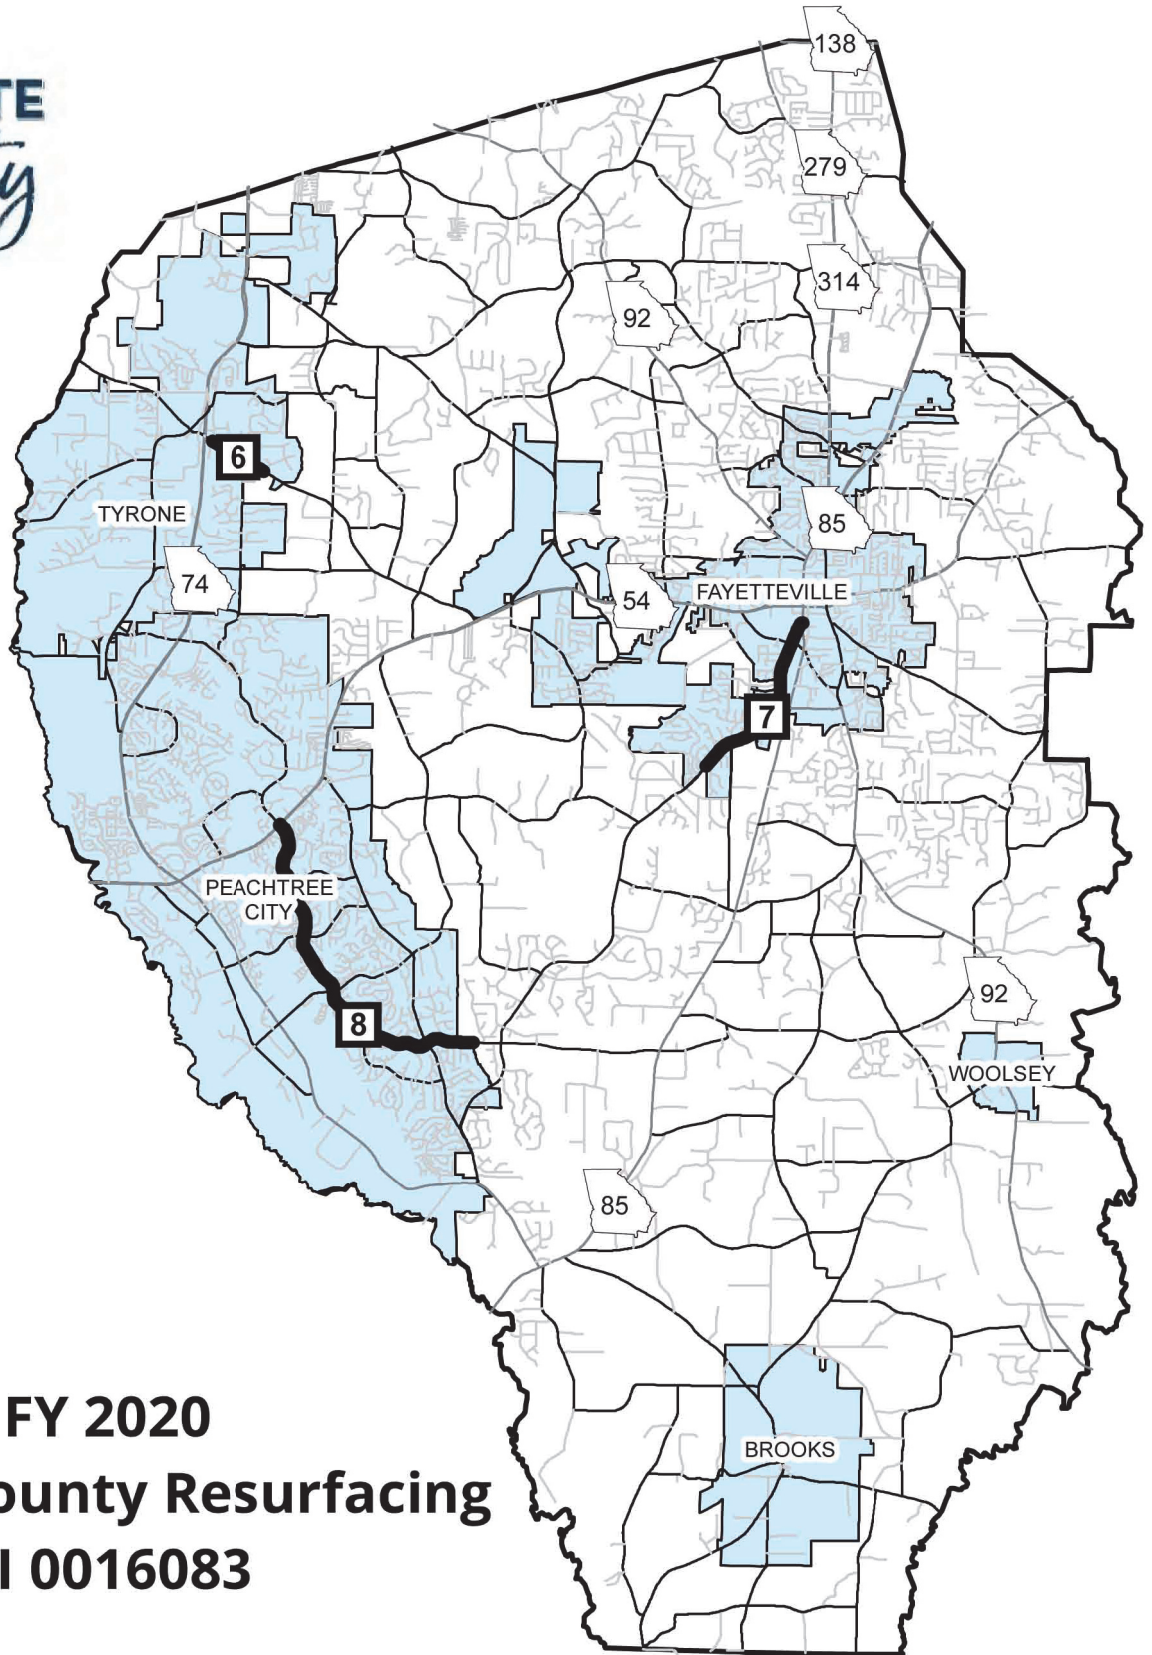 138
TE
y
279
314
92
6
TYRONE
85
74
54
FAYETTEVILLE
7
PEACHTREE
CITY
8
92
WOOLSEY
85
FY 2020
ounty Resurfacing
I 0016083
BROOKS